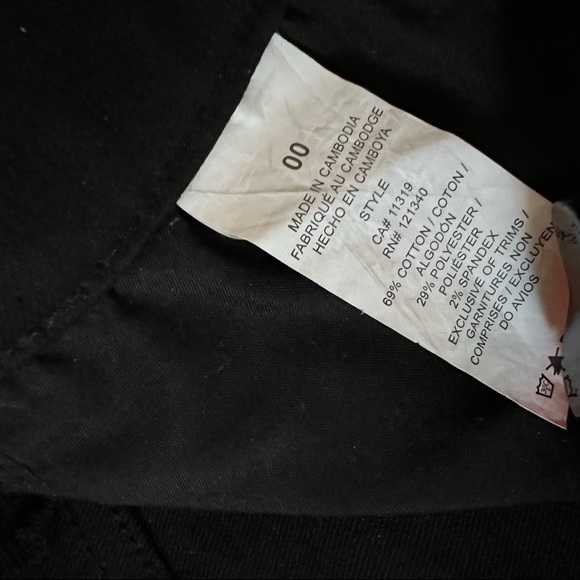 00
MADE IN CAMBODIA
FABRIQUÉ AU CAMBODGE
HECHO EN CAMBOYA
STYLE
CA# 11319
RN# 121340
69% COTTON / COTON /
ALGODÓN
29% POLYESTER /
POLIÉSTER
2% SPANDEX
EXCLUSIVE OF TRIMS /
GARNITURES NON
COMPRISES / EXCLUYEN
DO AVIOS